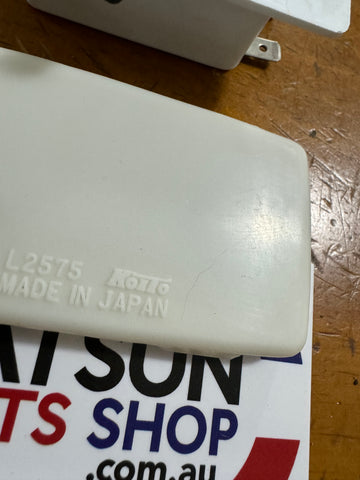 L2575 KOITO
MADE IN JAPAN
ATSUN
TS SHOP
.com.au